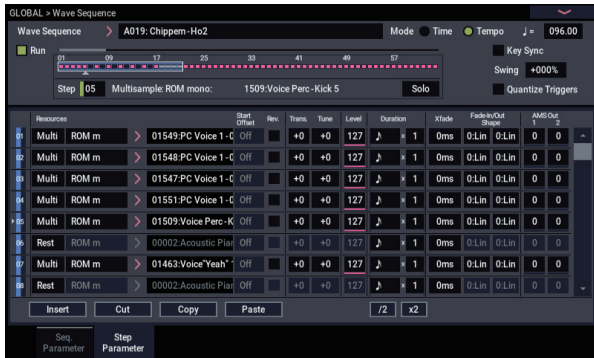 GLOBAL > Wave Sequence
Wave Sequence > A019: Chippem-Ho2 Mode Time Tempo ♩= 096.00
Run 01 09 17 25 33 41 49 57 Key Sync
Swing +000%
Step 05 Multisample: ROM mono: 1509:Voice Perc-Kick 5 Solo Quantize Triggers
Resources Start Offset Rev. Trans. Tune Level Duration Xfade Fade-In/Out Shape AMS Out 1 2
01 Multi ROM m > 01549:PC Voice 1-0 Off +0 +0 127 ♪ x 1 0ms 0:Lin 0:Lin 0 0
02 Multi ROM m > 01548:PC Voice 1-0 Off +0 +0 127 ♪ x 1 0ms 0:Lin 0:Lin 0 0
03 Multi ROM m > 01547:PC Voice 1-0 Off +0 +0 127 ♪ x 1 0ms 0:Lin 0:Lin 0 0
04 Multi ROM m > 01551:PC Voice 1-0 Off +0 +0 127 ♪ x 1 0ms 0:Lin 0:Lin 0 0
05 Multi ROM m > 01509:Voice Perc-K Off +0 +0 127 ♪ x 1 0ms 0:Lin 0:Lin 0 0
06 Rest ROM m > 00002:Acoustic Pian Off +0 +0 127 ♪ x 1 0ms 0:Lin 0:Lin 0 0
07 Multi ROM m > 01463:Voice"Yeah" Off +0 +0 127 ♪ x 1 0ms 0:Lin 0:Lin 0 0
08 Rest ROM m > 00002:Acoustic Pian Off +0 +0 127 ♪ x 1 0ms 0:Lin 0:Lin 0 0
Insert Cut Copy Paste /2 x2
Seq. Parameter Step Parameter